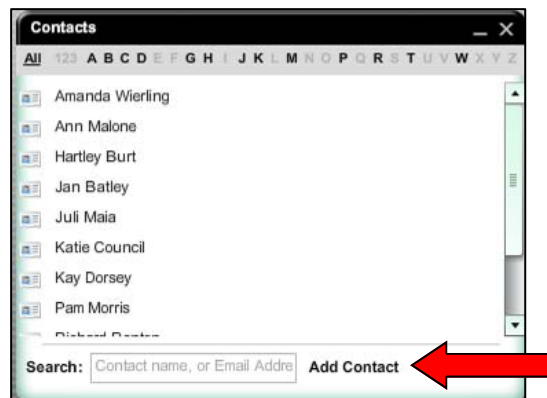 Contacts
All 123 A B C D E F G H I J K L M N O P Q R S T U V W X Y Z
Amanda Wierling
Ann Malone
Hartley Burt
Jan Batley
Juli Maia
Katie Council
Kay Dorsey
Pam Morris
Search: Contact name, or Email Addre Add Contact